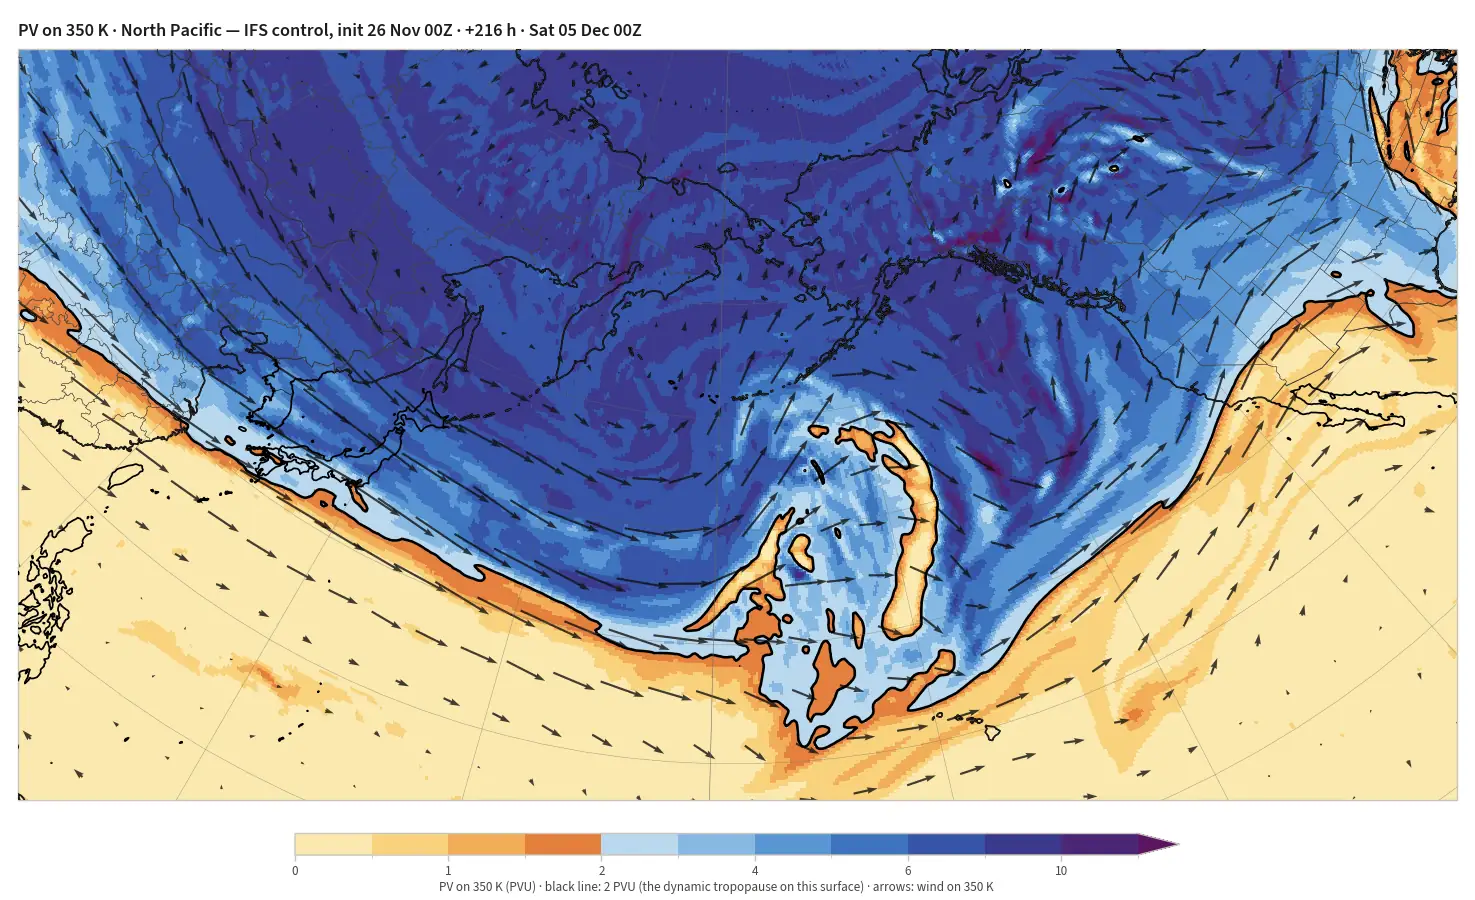 PV on 350 K · North Pacific — IFS control, init 26 Nov 00Z · +216 h · Sat 05 Dec 00Z
0 1 2 4 6 10
PV on 350 K (PVU) · black line: 2 PVU (the dynamic tropopause on this surface) · arrows: wind on 350 K